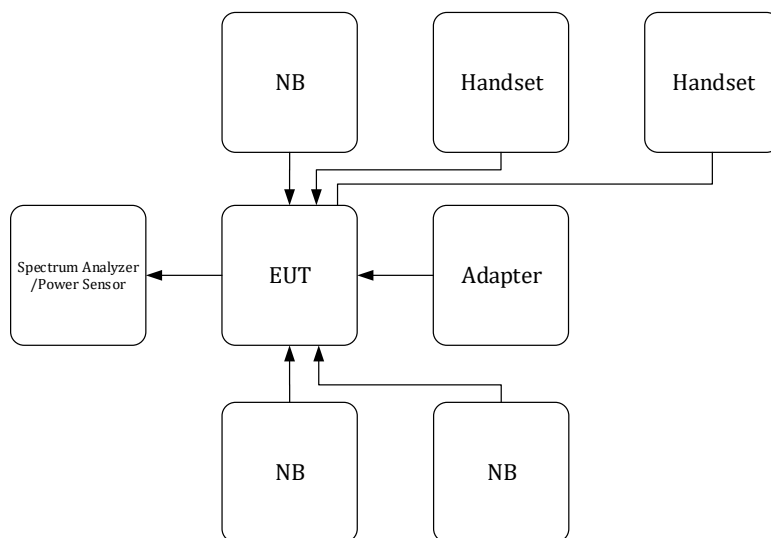 NB
Handset
Handset
Spectrum Analyzer
/Power Sensor
EUT
Adapter
NB
NB